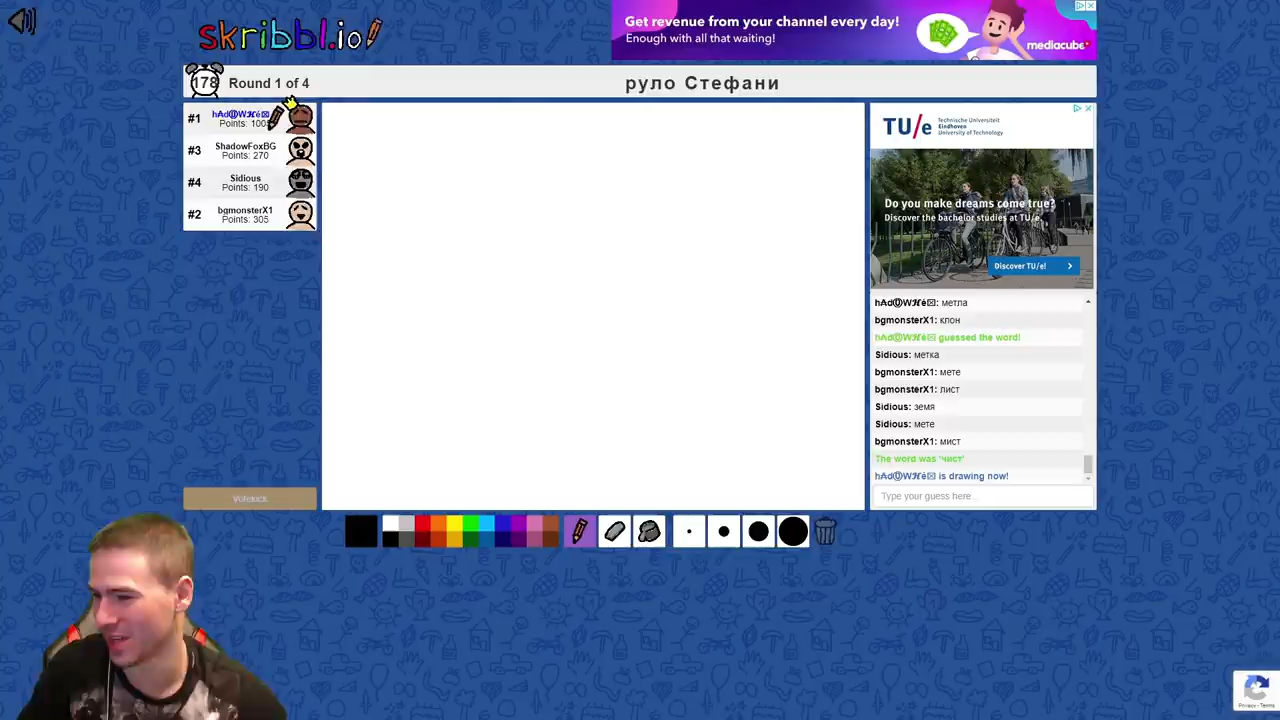 skribbl.io
Get revenue from your channel every day!
Enough with all that waiting!
mediacube
178
Round 1 of 4
руло Стефани
#1
Points: 1005
#3
ShadowFoxBG
Points: 270
#4
Sidious
Points: 190
#2
bgmonsterX1
Points: 305
Votekick
TU/e
Technische Universiteit
Eindhoven
University of Technology
Do you make dreams come true?
Discover the bachelor studies at TU/e.
Discover TU/e!
метла
bgmonsterX1: клон
guessed the word!
Sidious: метка
bgmonsterX1: мете
bgmonsterX1: лист
Sidious: земя
Sidious: мете
bgmonsterX1: мист
The word was 'чист'
is drawing now!
Type your guess here...
Privacy - Terms